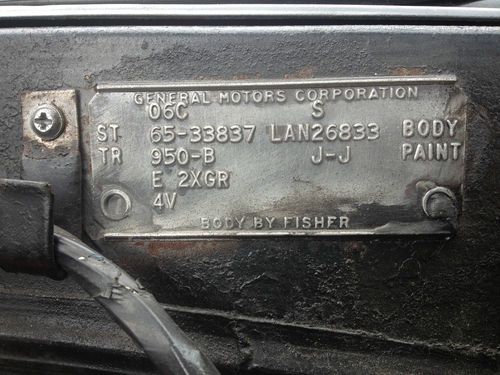 GENERAL MOTORS CORPORATION
06C S
ST 65-33837 LAN26833 BODY
TR 950-B J-J PAINT
E 2XGR
4V
BODY BY FISHER